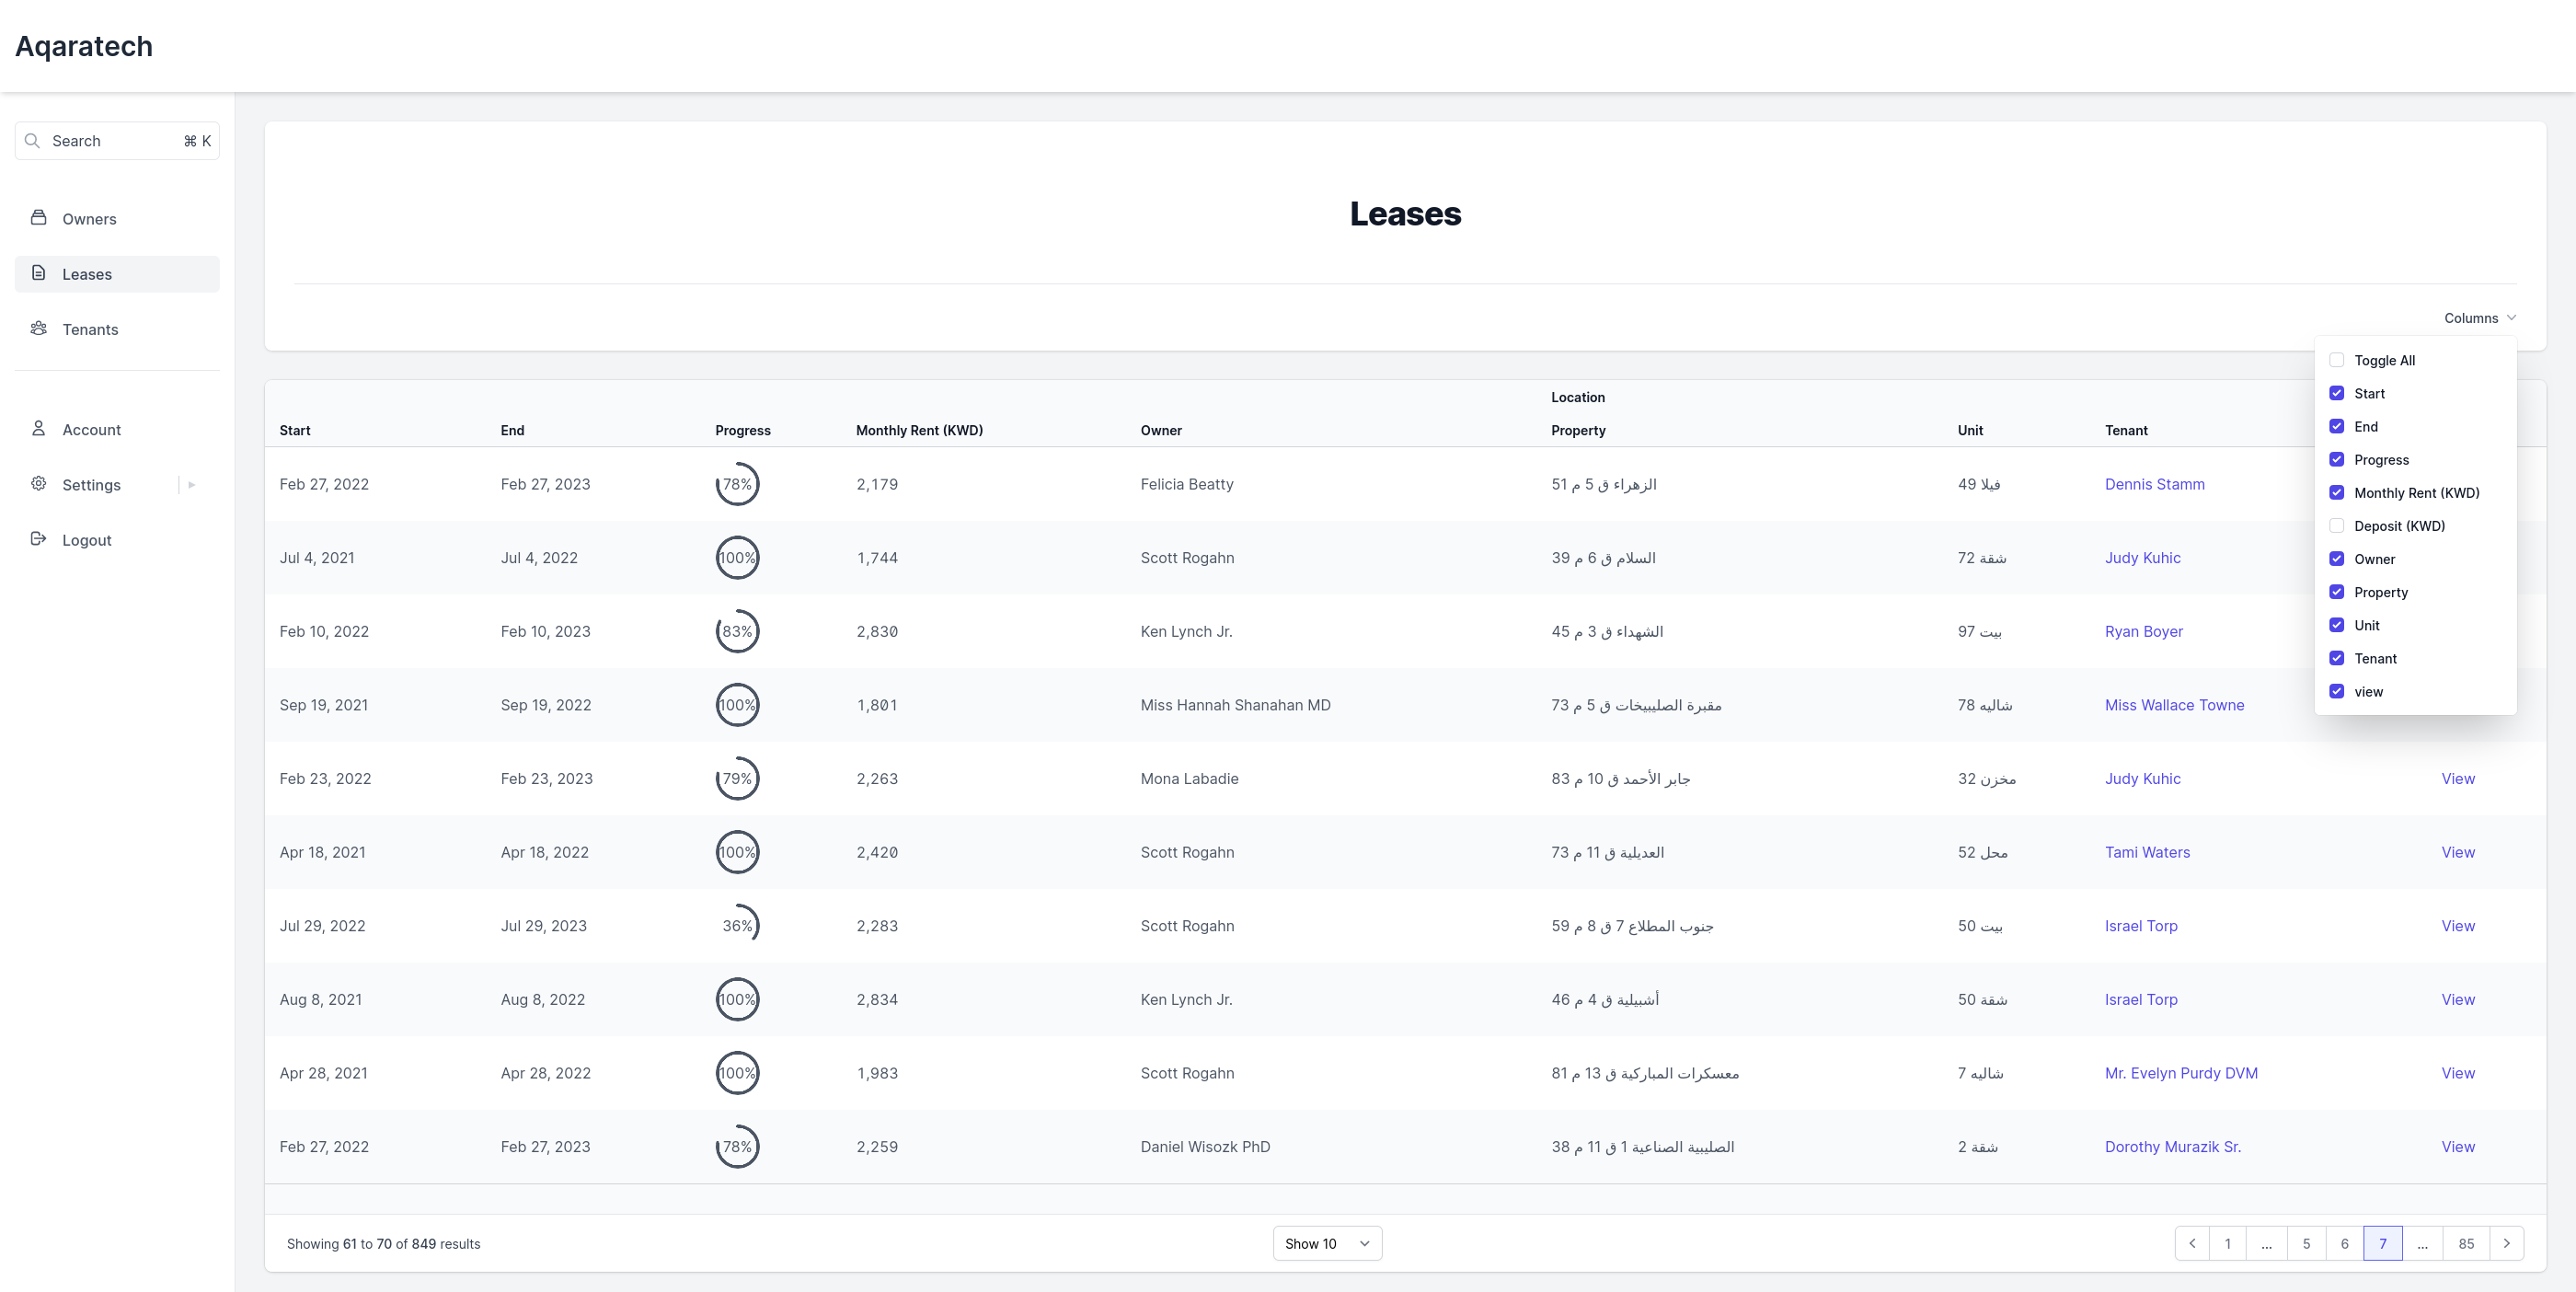 Aqaratech
Search ⌘ K
Owners
Leases
Tenants
Account
Settings
Logout
Leases
Columns
Toggle All
Start
End
Progress
Monthly Rent (KWD)
Deposit (KWD)
Owner
Property
Unit
Tenant
view
Location
Start End Progress Monthly Rent (KWD) Owner Property Unit Tenant
Feb 27, 2022 Feb 27, 2023 78% 2,179 Felicia Beatty الزهراء ق 5 م 51 فيلا 49 Dennis Stamm
Jul 4, 2021 Jul 4, 2022 100% 1,744 Scott Rogahn السلام ق 6 م 39 شقة 72 Judy Kuhic
Feb 10, 2022 Feb 10, 2023 83% 2,830 Ken Lynch Jr. الشهداء ق 3 م 45 بيت 97 Ryan Boyer
Sep 19, 2021 Sep 19, 2022 100% 1,801 Miss Hannah Shanahan MD مقبرة الصليبيخات ق 5 م 73 شاليه 78 Miss Wallace Towne
Feb 23, 2022 Feb 23, 2023 79% 2,263 Mona Labadie جابر الأحمد ق 10 م 83 مخزن 32 Judy Kuhic View
Apr 18, 2021 Apr 18, 2022 100% 2,420 Scott Rogahn العديلية ق 11 م 73 محل 52 Tami Waters View
Jul 29, 2022 Jul 29, 2023 36% 2,283 Scott Rogahn جنوب المطلاع 7 ق 8 م 59 بيت 50 Israel Torp View
Aug 8, 2021 Aug 8, 2022 100% 2,834 Ken Lynch Jr. أشبيلية ق 4 م 46 شقة 50 Israel Torp View
Apr 28, 2021 Apr 28, 2022 100% 1,983 Scott Rogahn معسكرات المباركية ق 13 م 81 شاليه 7 Mr. Evelyn Purdy DVM View
Feb 27, 2022 Feb 27, 2023 78% 2,259 Daniel Wisozk PhD الصليبية الصناعية 1 ق 11 م 38 شقة 2 Dorothy Murazik Sr. View
Showing 61 to 70 of 849 results Show 10 1 ... 5 6 7 ... 85